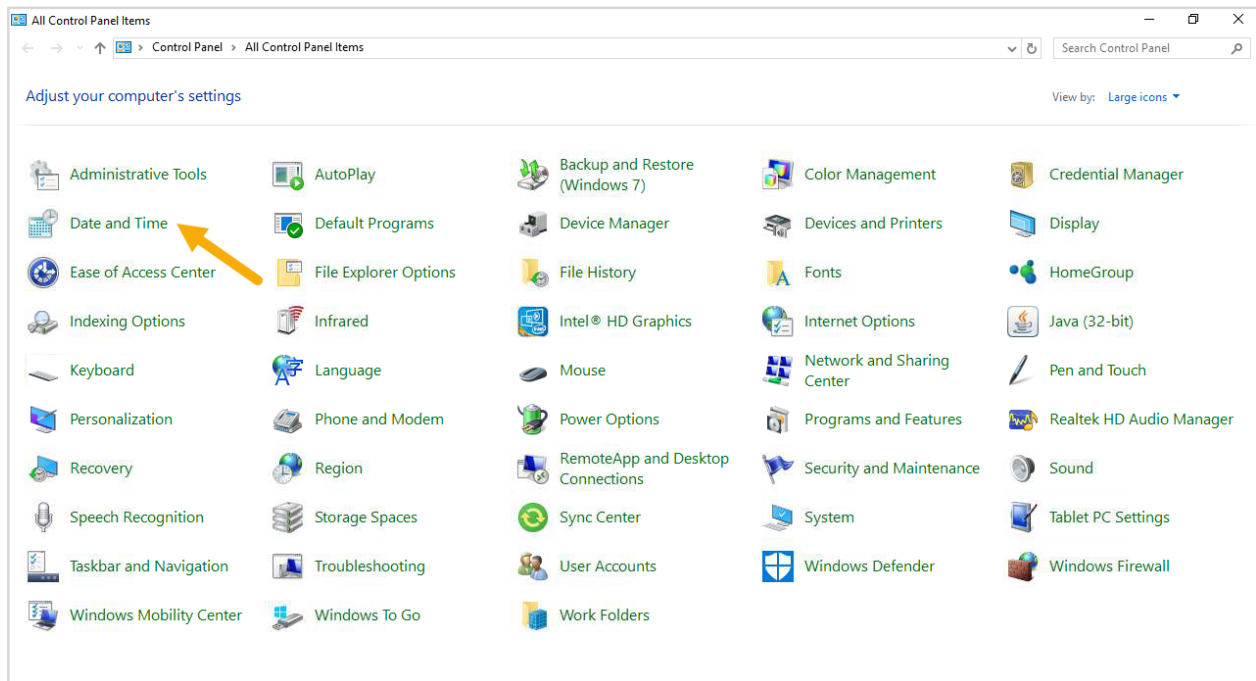 All Control Panel Items
Control Panel > All Control Panel Items
Search Control Panel
Adjust your computer's settings
View by: Large icons
Administrative Tools
AutoPlay
Backup and Restore
(Windows 7)
Color Management
Credential Manager
Date and Time
Default Programs
Device Manager
Devices and Printers
Display
Ease of Access Center
File Explorer Options
File History
Fonts
HomeGroup
Indexing Options
Infrared
Intel® HD Graphics
Internet Options
Java (32-bit)
Keyboard
Language
Mouse
Network and Sharing
Center
Pen and Touch
Personalization
Phone and Modem
Power Options
Programs and Features
Realtek HD Audio Manager
Recovery
Region
RemoteApp and Desktop
Connections
Security and Maintenance
Sound
Speech Recognition
Storage Spaces
Sync Center
System
Tablet PC Settings
Taskbar and Navigation
Troubleshooting
User Accounts
Windows Defender
Windows Firewall
Windows Mobility Center
Windows To Go
Work Folders